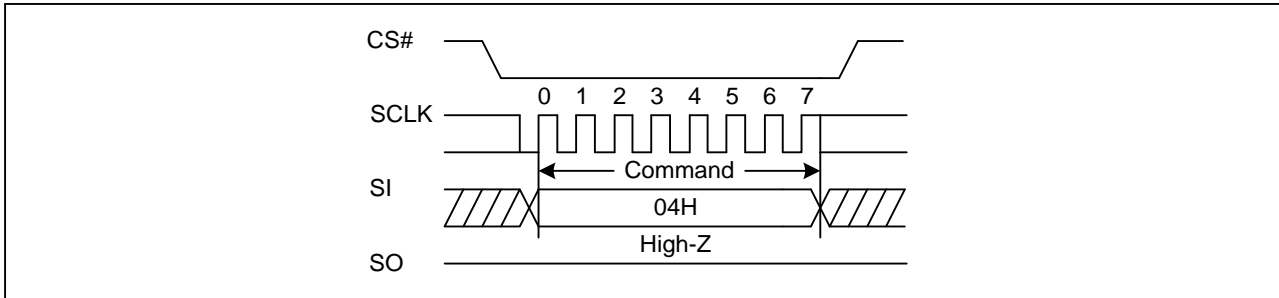 CS#
0 1 2 3 4 5 6 7
SCLK
Command
SI
04H
High-Z
SO